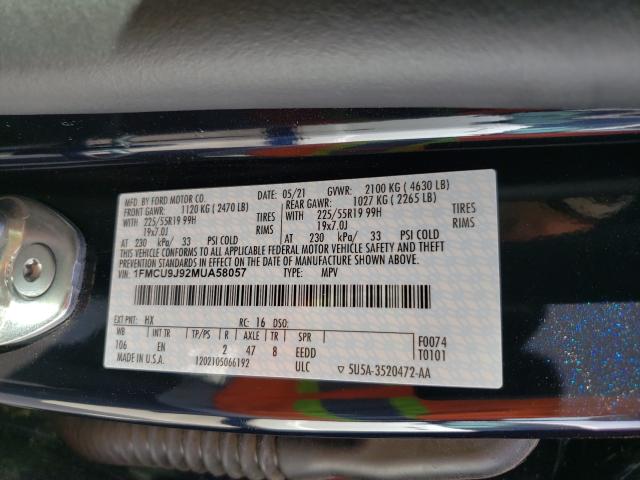 MFD. BY FORD MOTOR CO. DATE: 05/21 GVWR: 2100 KG ( 4630 LB)
FRONT GAWR: 1120 KG ( 2470 LB) REAR GAWR: 1027 KG ( 2265 LB)
WITH 225/55R19 99H TIRES WITH 225/55R19 99H TIRES
19x7.0J RIMS 19x7.0J RIMS
AT 230 kPa/ 33 PSI COLD AT 230 kPa/ 33 PSI COLD
THIS VEHICLE CONFORMS TO ALL APPLICABLE FEDERAL MOTOR VEHICLE SAFETY AND THEFT
PREVENTION STANDARDS IN EFFECT ON THE DATE OF MANUFACTURE SHOWN ABOVE.
VIN: 1FMCU9J92MUA58057 TYPE: MPV
EXT PNT: HX RC: 16 DSO:
WB INT TR TP/PS R AXLE TR SPR F0074
106 EN 2 47 8 EEDD T0101
MADE IN U.S.A. 1202105066192 ULC 5U5A-3520472-AA